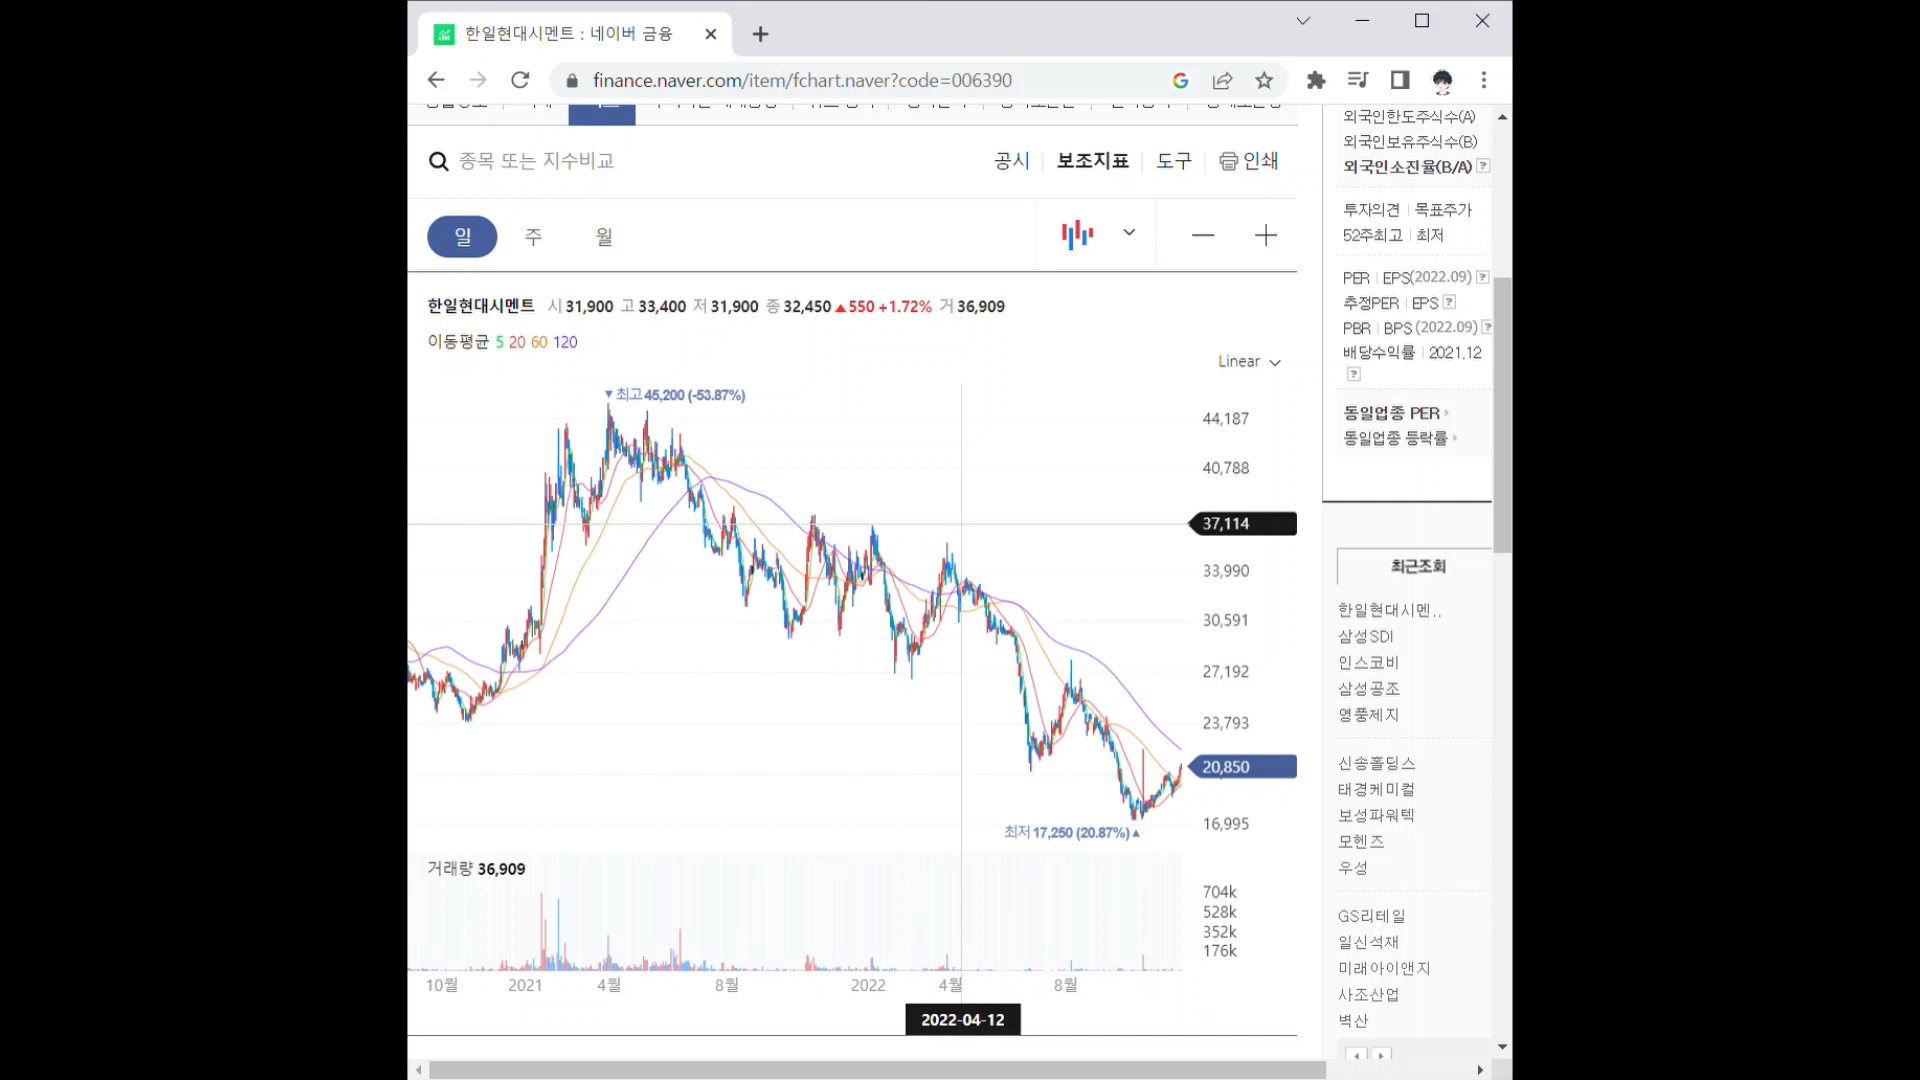 한일현대시멘트 : 네이버 금융
finance.naver.com/item/fchart.naver?code=006390
종목 또는 지수비교
공시 보조지표 도구 인쇄
일 주 월
한일현대시멘트 시 31,900 고 33,400 저 31,900 종 32,450 ▲550 +1.72% 거 36,909
이동평균 5 20 60 120
Linear
▼최고 45,200 (-53.87%)
44,187
40,788
37,114
33,990
30,591
27,192
23,793
20,850
16,995
최저 17,250 (20.87%)▲
거래량 36,909
704k
528k
352k
176k
10월 2021 4월 8월 2022 4월 8월
2022-04-12
외국인한도주식수(A)
외국인보유주식수(B)
외국인소진율(B/A) ?
투자의견 | 목표주가
52주최고 | 최저
PER | EPS(2022.09) ?
추정PER | EPS ?
PBR | BPS (2022.09) ?
배당수익률 | 2021.12
?
동일업종 PER
동일업종 등락률
최근조회
한일현대시멘..
삼성SDI
인스코비
삼성공조
영풍제지
신송홀딩스
태경케미컬
보성파워텍
모헨즈
우성
GS리테일
일신석재
미래아이앤지
사조산업
벽산